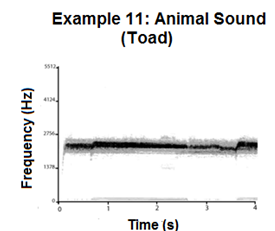 Example 11: Animal Sound
(Toad)
Frequency (Hz)
5512
4134
2756
1378
0
0 1 2 3 4
Time (s)